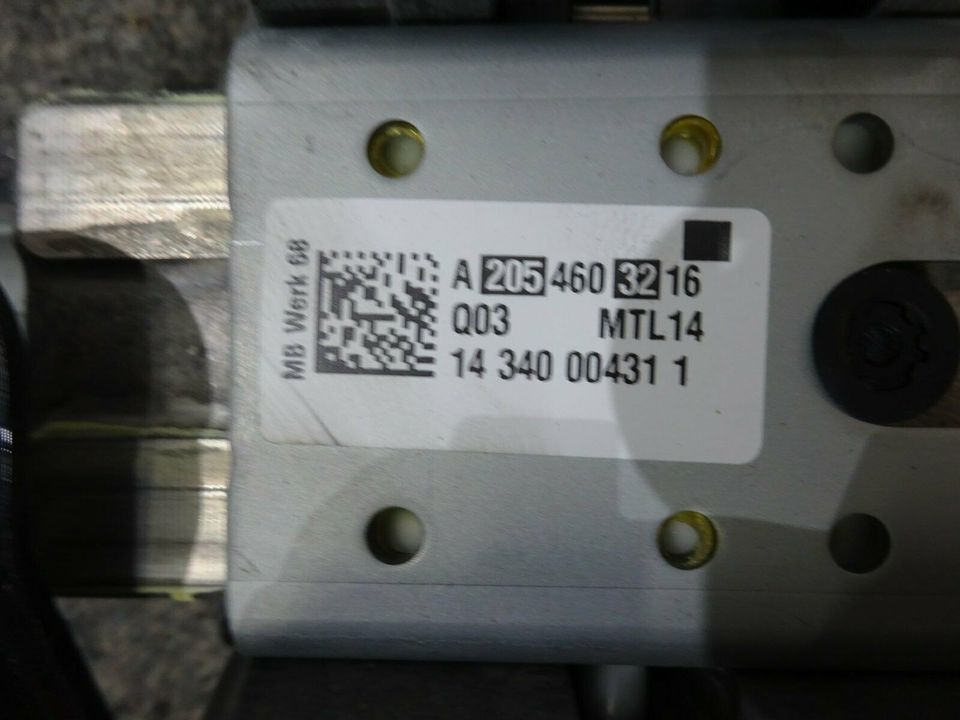 MB Werk 68
A 205 460 32 16
Q03 MTL14
14 340 00431 1